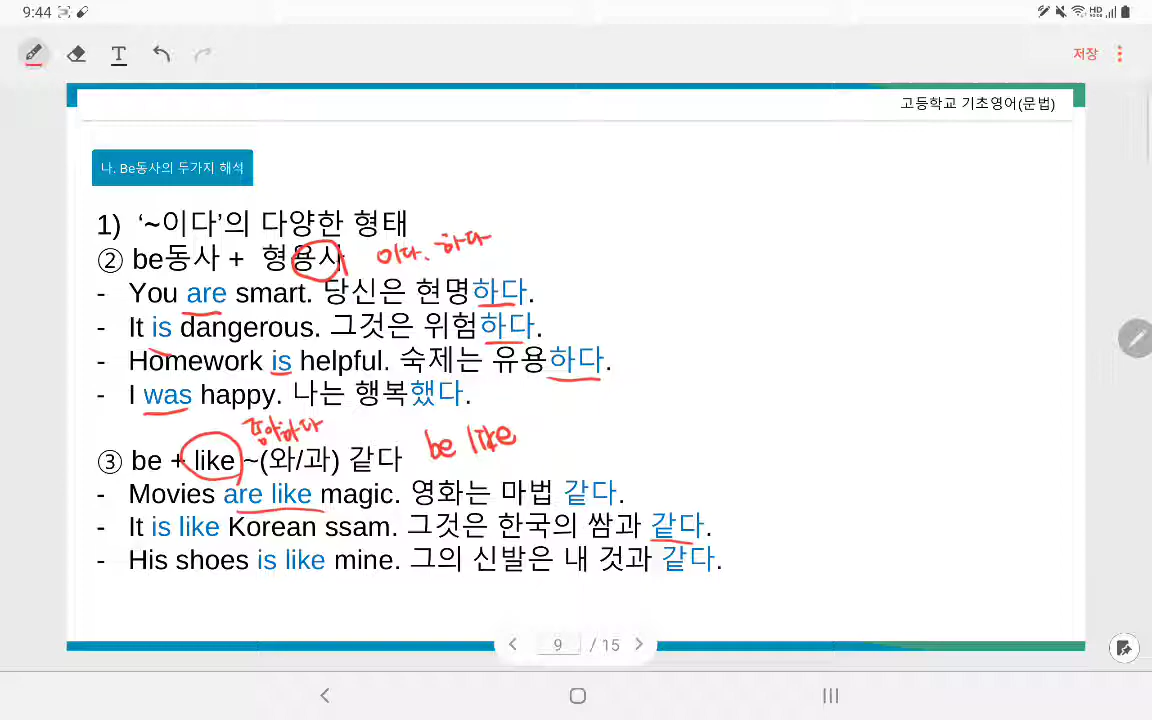 9:44
HD
저장
고등학교 기초영어(문법)
나. Be동사의 두가지 해석
1) ‘~이다’의 다양한 형태
② be동사 + 형용사 이다. 하다
- You are smart. 당신은 현명하다.
- It is dangerous. 그것은 위험하다.
- Homework is helpful. 숙제는 유용하다.
- I was happy. 나는 행복했다.
좋아하다
③ be + like ~(와/과) 같다 be like
- Movies are like magic. 영화는 마법 같다.
- It is like Korean ssam. 그것은 한국의 쌈과 같다.
- His shoes is like mine. 그의 신발은 내 것과 같다.
9 / 15